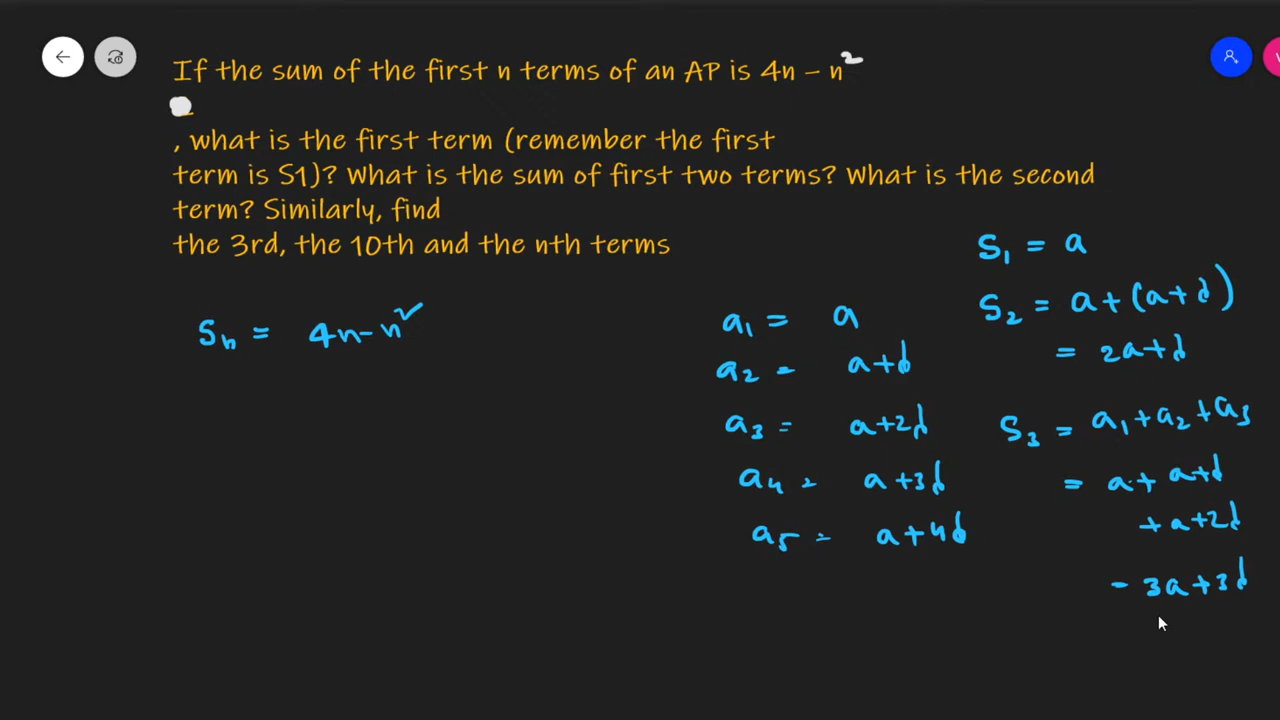 If the sum of the first n terms of an AP is 4n – n²
, what is the first term (remember the first
term is S1)? What is the sum of first two terms? What is the second
term? Similarly, find
the 3rd, the 10th and the nth terms
Sn = 4n-n²
a1 = a
a2 = a+d
a3 = a+2d
a4 = a+3d
a5 = a+4d
S1 = a
S2 = a+(a+d)
= 2a+d
S3 = a1+a2+a3
= a+ a+d
+a+2d
- 3a+3d